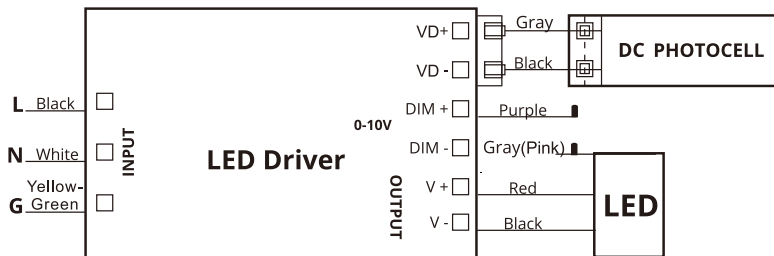 L Black
N White
Yellow-
G Green
INPUT
LED Driver
0-10V
OUTPUT
VD+
VD -
DIM +
DIM -
V +
V -
Gray
Black
Purple
Gray(Pink)
Red
Black
DC PHOTOCELL
LED